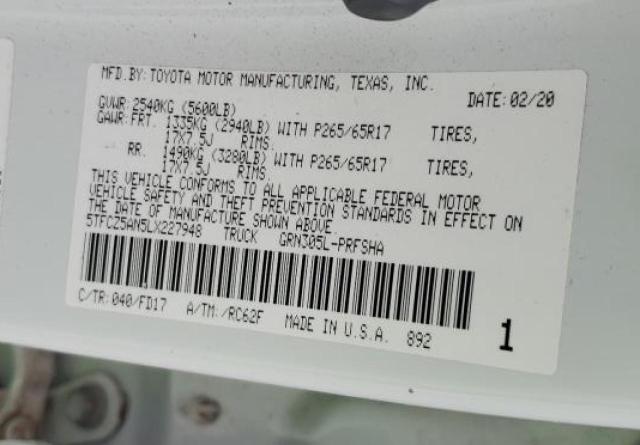 MFD.BY:TOYOTA MOTOR MANUFACTURING, TEXAS, INC.
DATE:02/20
GVWR:2540KG (5600LB)
GAWR:FRT. 1335KG (2940LB) WITH P265/65R17 TIRES,
17X7.5J RIMS.
RR. 1490KG (3280LB) WITH P265/65R17 TIRES,
17X7.5J RIMS.
THIS VEHICLE CONFORMS TO ALL APPLICABLE FEDERAL MOTOR
VEHICLE SAFETY AND THEFT PREVENTION STANDARDS IN EFFECT ON
THE DATE OF MANUFACTURE SHOWN ABOVE.
5TFCZ5AN5LX227948 TRUCK GRN305L-PRFSHA
C/TR:040/FD17 A/TM:/RC62F MADE IN U.S.A. 892 1